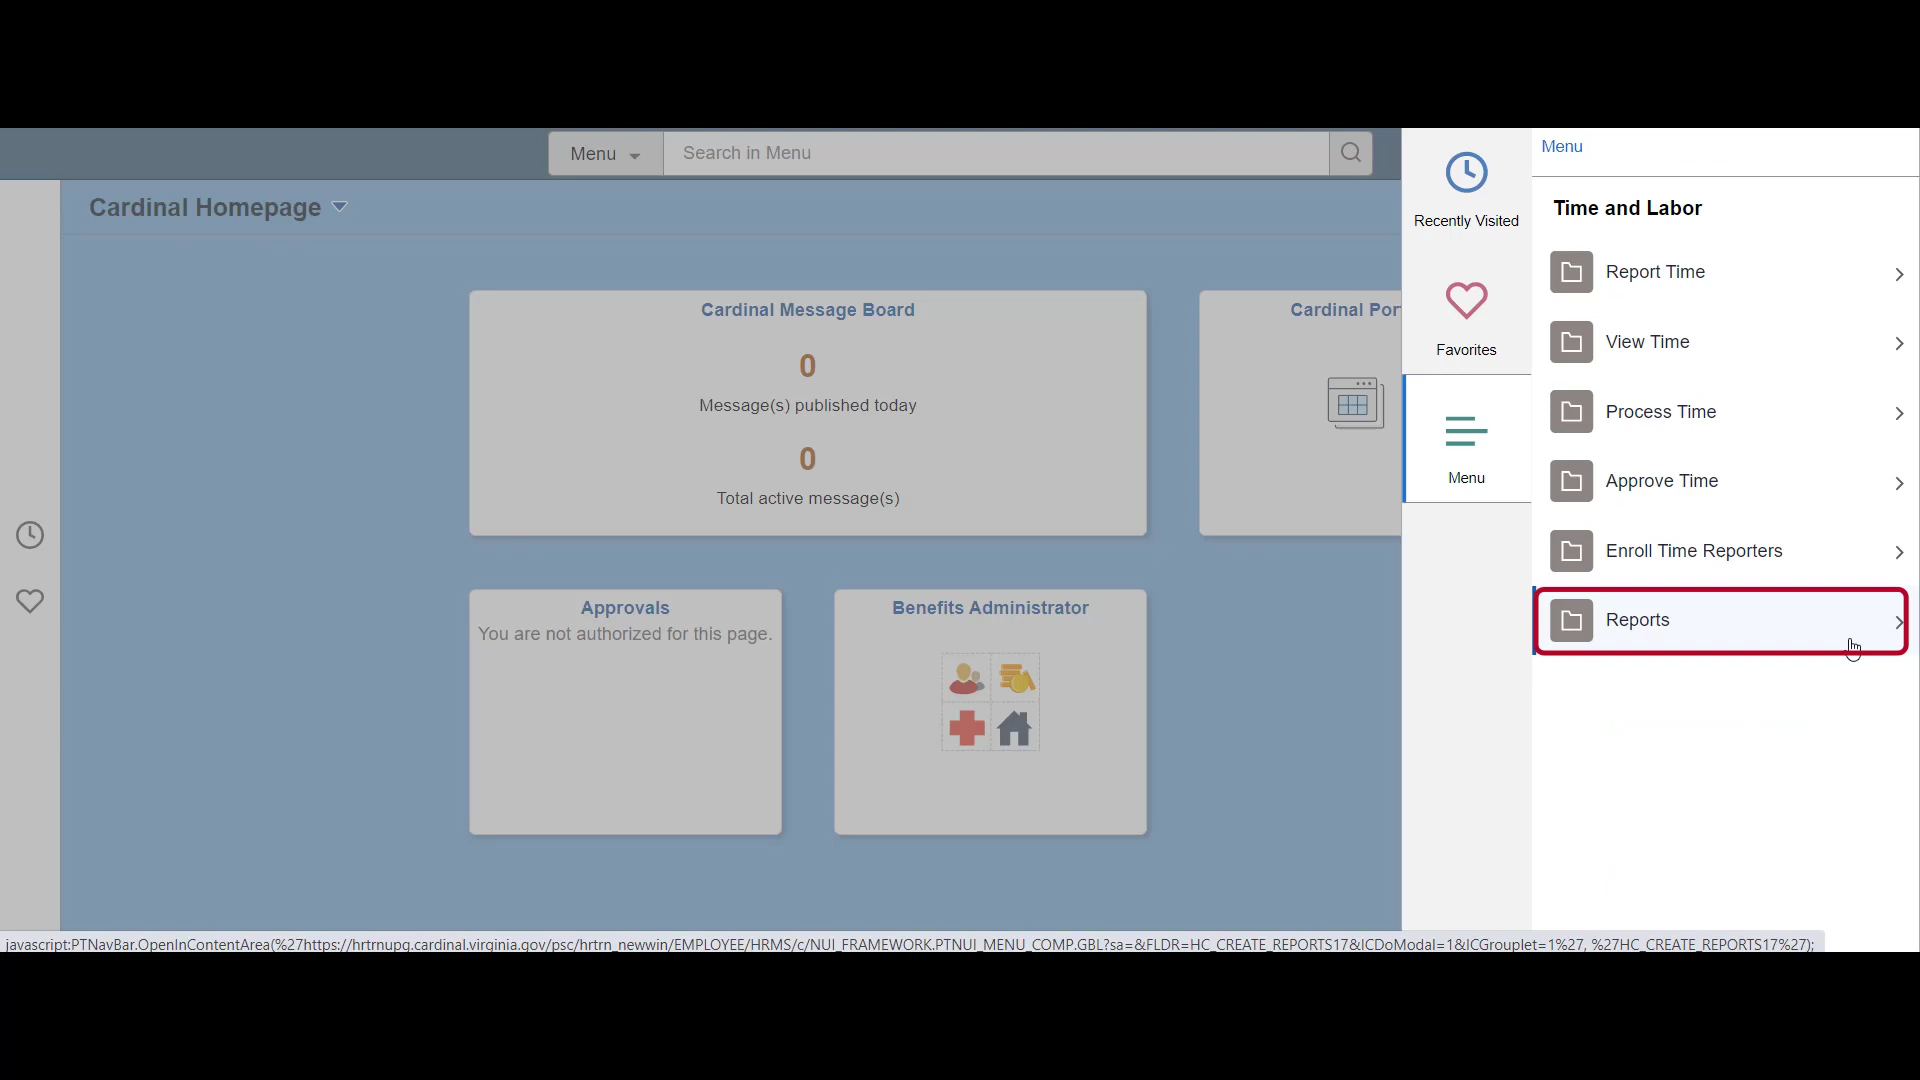 Menu
Search in Menu
Cardinal Homepage
Cardinal Message Board
0
Message(s) published today
0
Total active message(s)
Cardinal Por
Approvals
You are not authorized for this page.
Benefits Administrator
Recently Visited
Favorites
Menu
Menu
Time and Labor
Report Time
View Time
Process Time
Approve Time
Enroll Time Reporters
Reports
javascript:PTNavBar.OpenInContentArea(%27https://hrtrnupg.cardinal.virginia.gov/psc/hrtrn_newwin/EMPLOYEE/HRMS/c/NUI_FRAMEWORK.PTNUI_MENU_COMP.GBL?sa=&FLDR=HC_CREATE_REPORTS17&ICDoModal=1&ICGrouplet=1%27, %27HC_CREATE_REPORTS17%27);